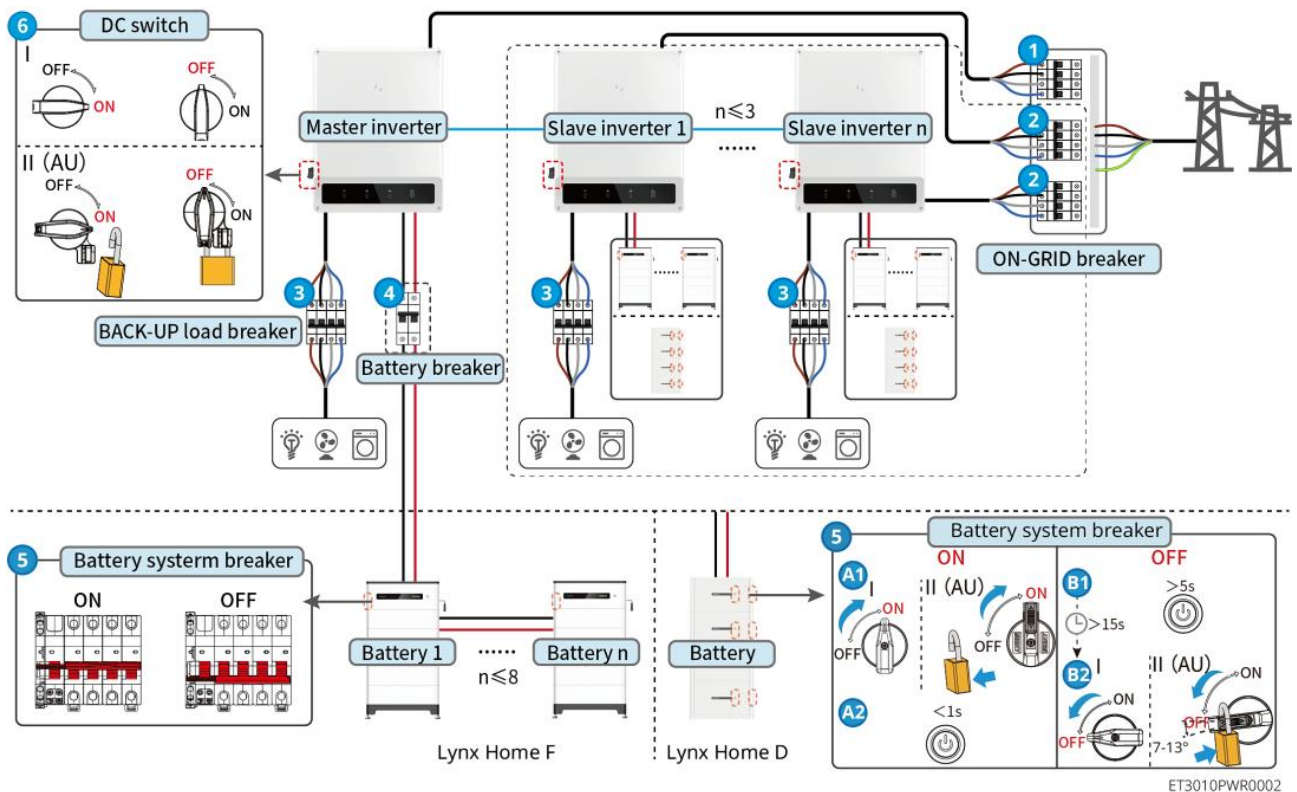 6
DC switch
I
OFF
ON
OFF
ON
II (AU)
OFF
ON
OFF
ON
Master inverter
Slave inverter 1
n≤3
......
Slave inverter n
1
2
2
ON-GRID breaker
3
BACK-UP load breaker
4
Battery breaker
3
......
3
......
5
Battery systerm breaker
ON
OFF
Battery 1
......
n≤8
Battery n
Lynx Home F
Battery
Lynx Home D
5
Battery system breaker
ON
OFF
A1
I
ON
OFF
II (AU)
ON
OFF
A2
<1s
B1
>5s
>15s
B2
I
ON
OFF
II (AU)
ON
OFF
7-13°
ET3010PWR0002